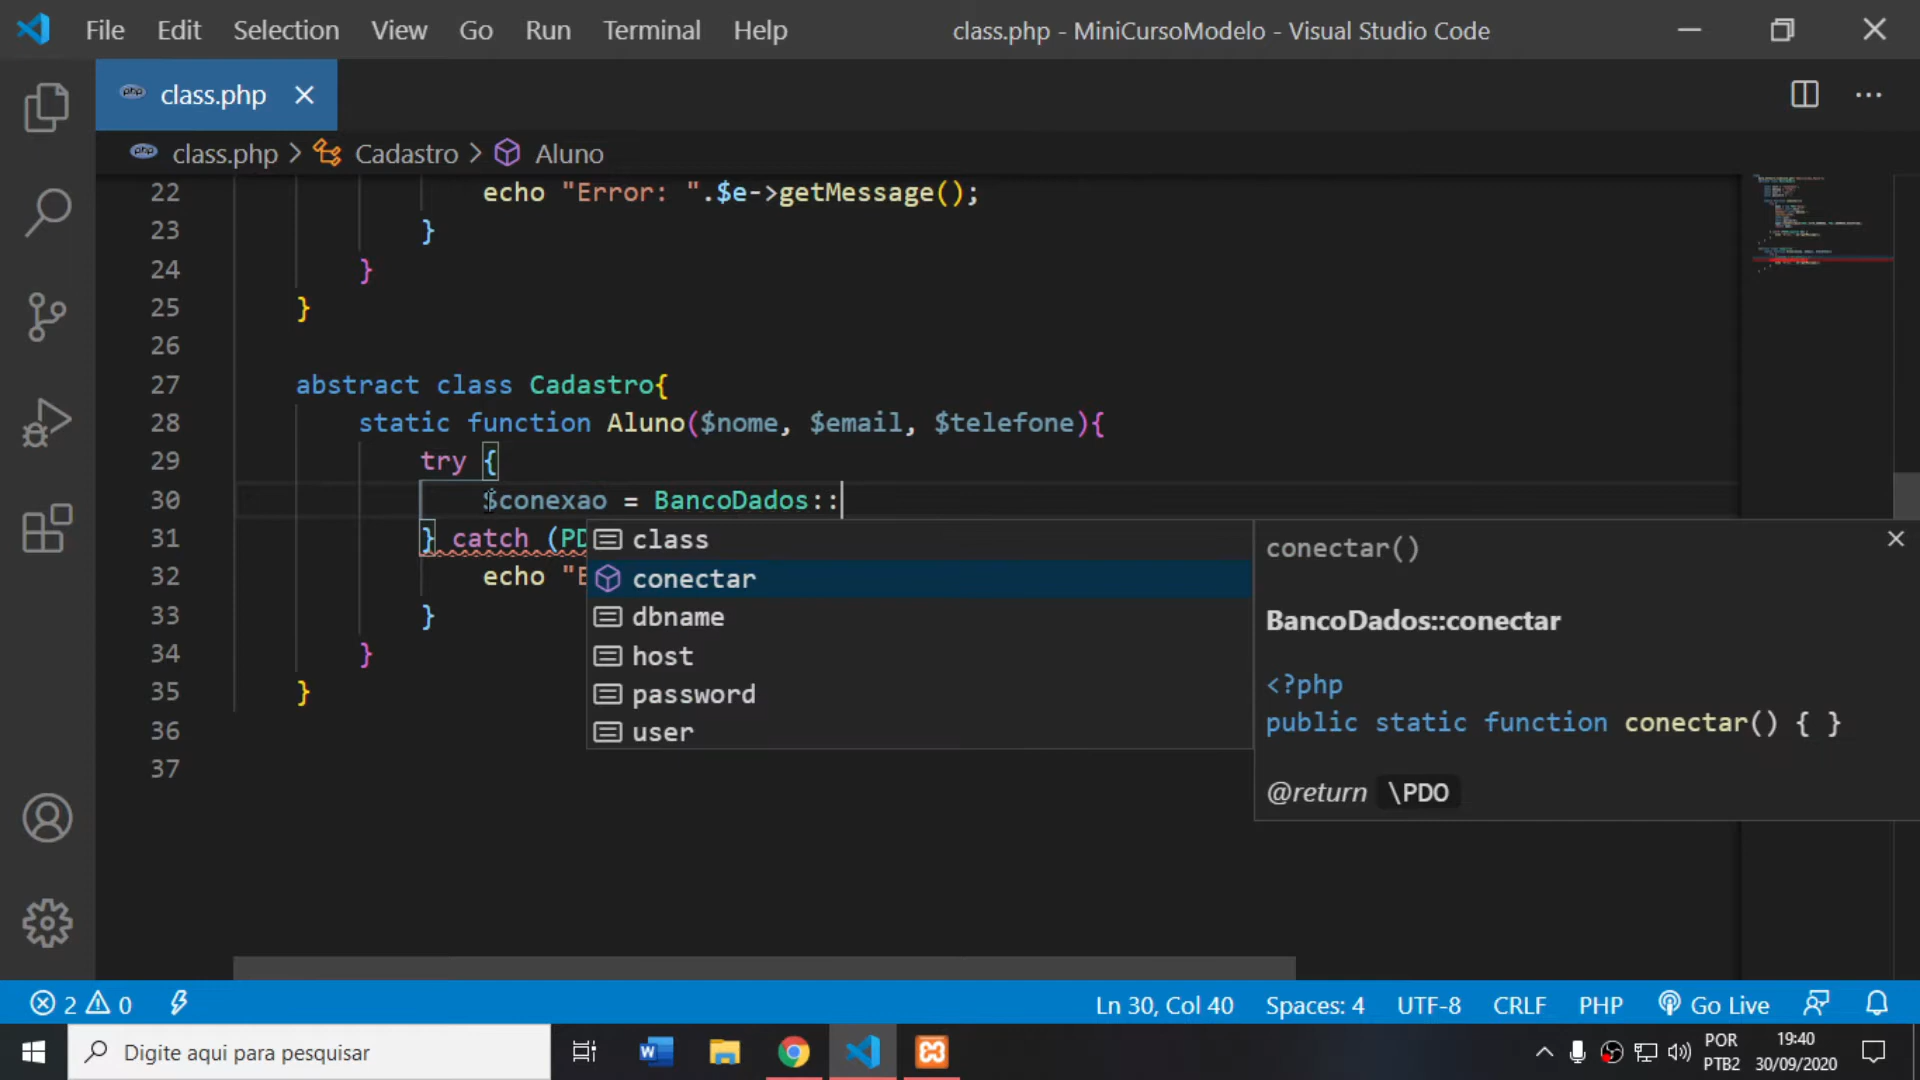 File Edit Selection View Go Run Terminal Help class.php - MiniCursoModelo - Visual Studio Code
php class.php
php class.php > Cadastro > Aluno
22 echo "Error: ".$e->getMessage();
23 }
24 }
25 }
26
27 abstract class Cadastro{
28 static function Aluno($nome, $email, $telefone){
29 try {
30 $conexao = BancoDados::
31 } catch (PD
32 echo "E
33 }
34 }
35 }
36
37
class
conectar
dbname
host
password
user
conectar()
BancoDados::conectar
<?php
public static function conectar() { }
@return \PDO
2 0 Ln 30, Col 40 Spaces: 4 UTF-8 CRLF PHP Go Live
Digite aqui para pesquisar
POR
PTB2
19:40
30/09/2020